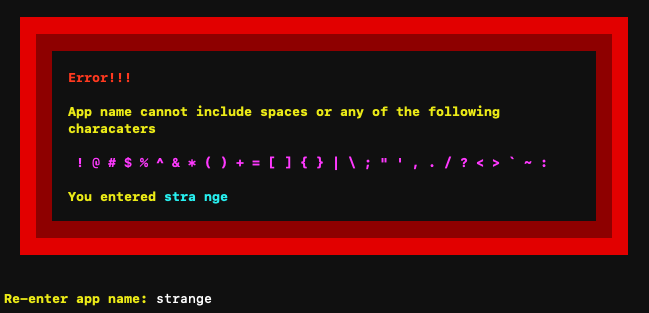 Error!!!
App name cannot include spaces or any of the following
characaters
! @ # $ % ^ & * ( ) + = [ ] { } | \ ; " ' , . / ? < > ` ~ :
You entered stra nge
Re-enter app name: strange